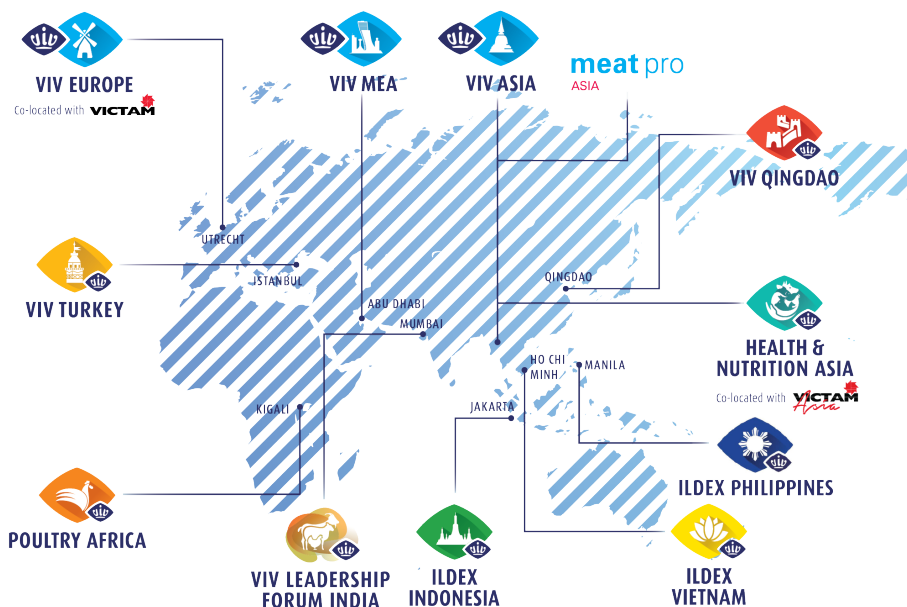 VIV EUROPE
Co-located with VICTAM
VIV MEA
VIV ASIA
meat pro
ASIA
VIV QINGDAO
UTRECHT
VIV TURKEY
ISTANBUL
ABU DHABI
MUMBAI
QINGDAO
HEALTH &
NUTRITION ASIA
Co-located with VICTAM
Asia
HO CHI
MINH
MANILA
KIGALI
JAKARTA
POULTRY AFRICA
VIV LEADERSHIP
FORUM INDIA
ILDEX
INDONESIA
ILDEX PHILIPPINES
ILDEX
VIETNAM